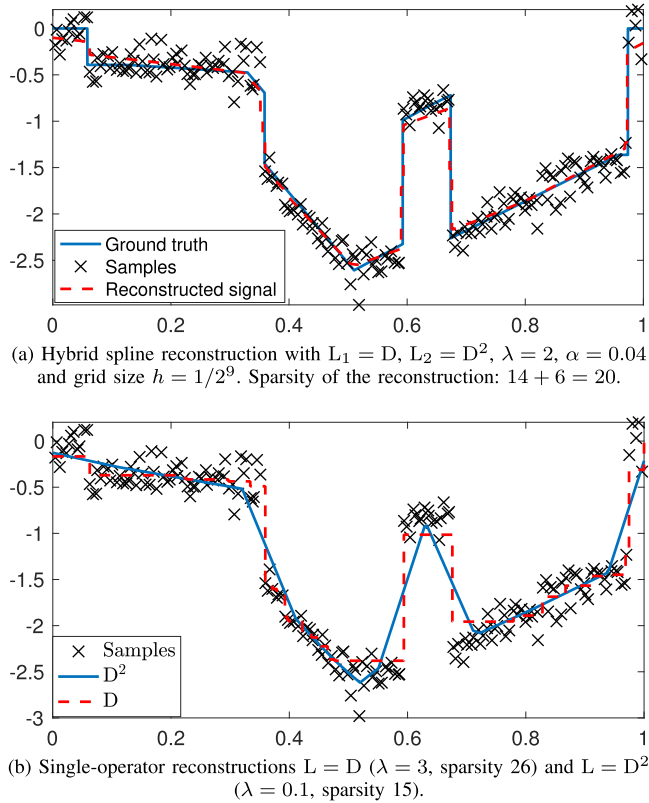 0
-0.5
-1
-1.5
-2
-2.5
Ground truth
Samples
Reconstructed signal
0 0.2 0.4 0.6 0.8 1
(a) Hybrid spline reconstruction with L₁ = D, L₂ = D², λ = 2, α = 0.04
and grid size h = 1/2⁹. Sparsity of the reconstruction: 14 + 6 = 20.
0
-0.5
-1
-1.5
-2
-2.5
-3
Samples
D²
D
0 0.2 0.4 0.6 0.8 1
(b) Single-operator reconstructions L = D (λ = 3, sparsity 26) and L = D²
(λ = 0.1, sparsity 15).